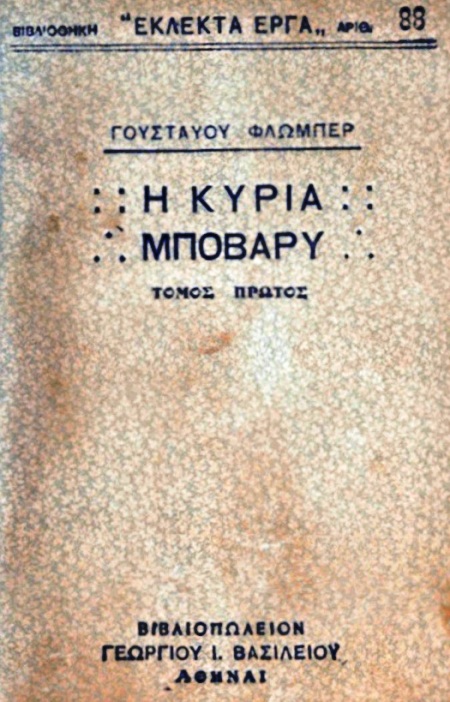 ΒΙΒΛΙΟΘΗΚΗ "ΕΚΛΕΚΤΑ ΕΡΓΑ„ ΑΡΙΘ. 88
ΓΟΥΣΤΑΥΟΥ ΦΛΩΜΠΕΡ
Η ΚΥΡΙΑ
ΜΠΟΒΑΡΥ
ΤΟΜΟΣ ΠΡΩΤΟΣ
ΒΙΒΛΙΟΠΩΛΕΙΟΝ
ΓΕΩΡΓΙΟΥ Ι. ΒΑΣΙΛΕΙΟΥ
ΑΘΗΝΑΙ